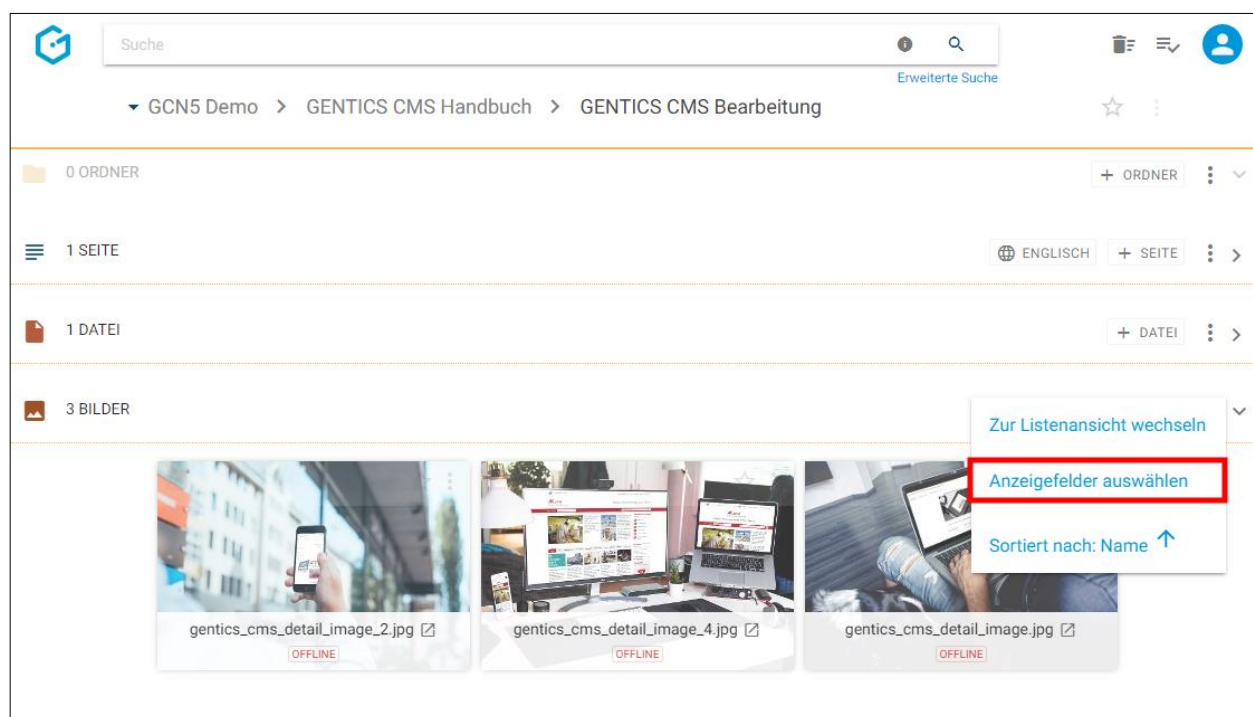 Suche
Erweiterte Suche
GCN5 Demo > GENTICS CMS Handbuch > GENTICS CMS Bearbeitung
0 ORDNER
+ ORDNER
1 SEITE
ENGLISCH
+ SEITE
1 DATEI
+ DATEI
3 BILDER
Zur Listenansicht wechseln
Anzeigefelder auswählen
Sortiert nach: Name
gentics_cms_detail_image_2.jpg
gentics_cms_detail_image_4.jpg
gentics_cms_detail_image.jpg
OFFLINE
OFFLINE
OFFLINE